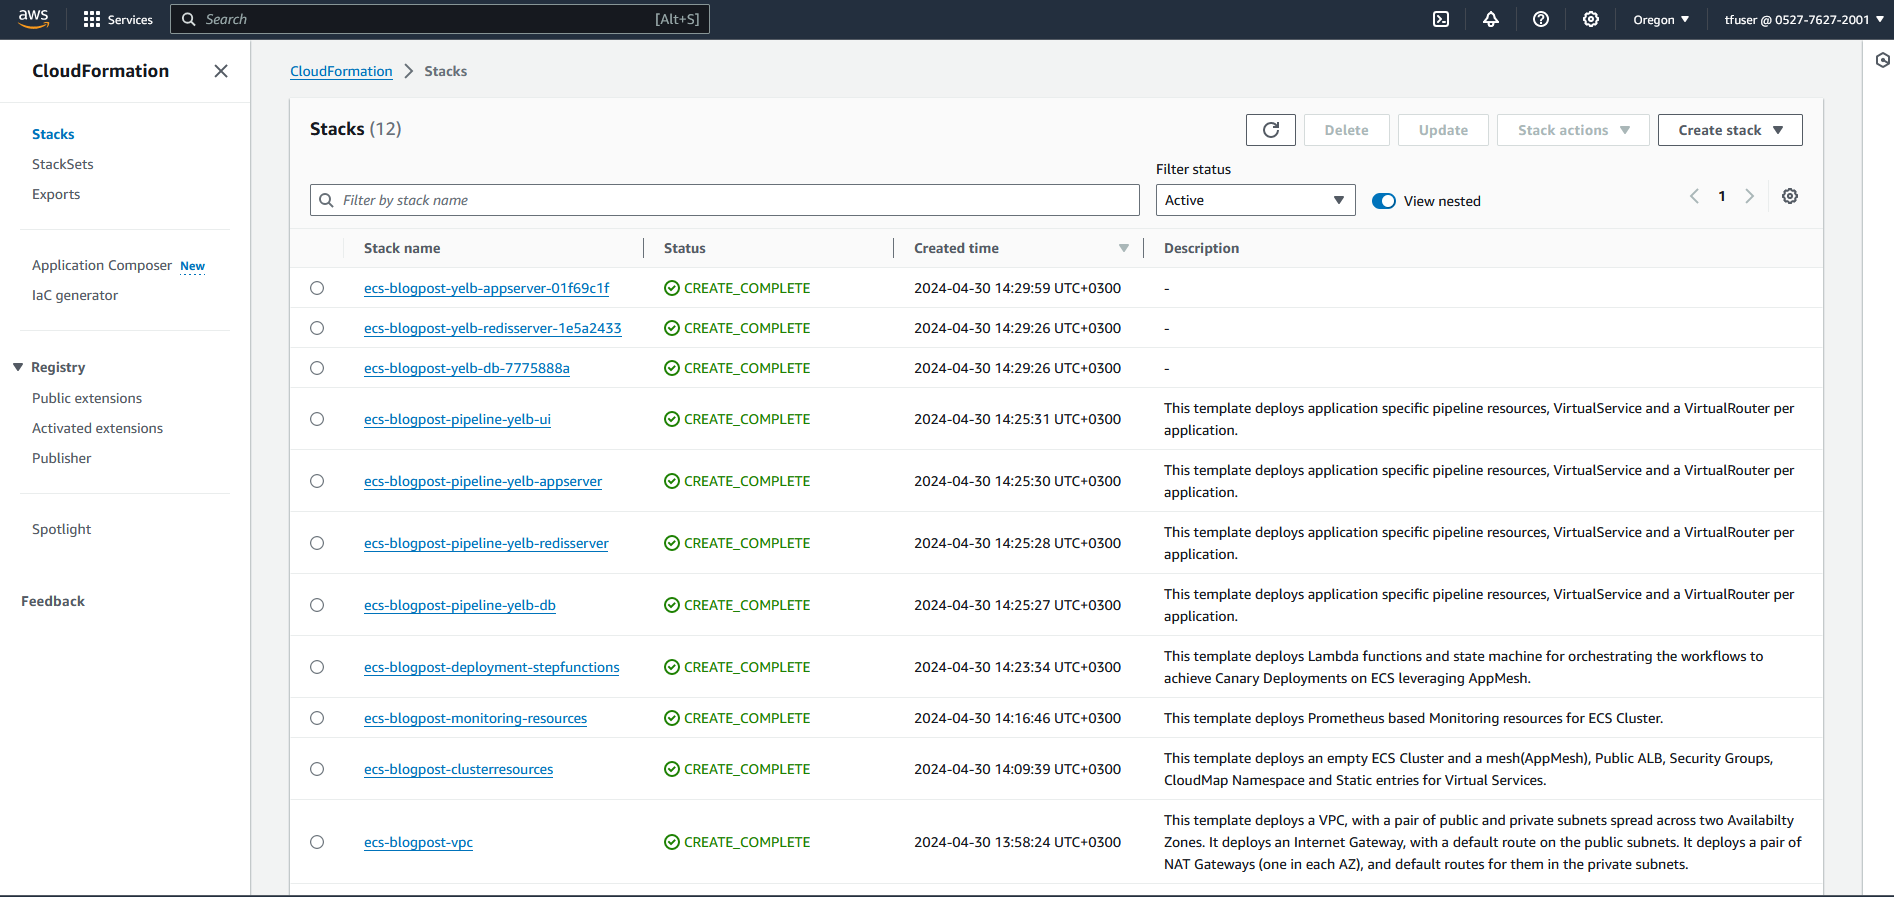 aws
Services
Search
[Alt+S]
Oregon
tfuser @ 0527-7627-2001
CloudFormation
Stacks
StackSets
Exports
Application Composer New
IaC generator
Registry
Public extensions
Activated extensions
Publisher
Spotlight
Feedback
CloudFormation > Stacks
Stacks (12)
Delete
Update
Stack actions
Create stack
Filter status
Filter by stack name
Active
View nested
1
Stack name Status Created time Description
ecs-blogpost-yelb-appserver-01f69c1f CREATE_COMPLETE 2024-04-30 14:29:59 UTC+0300 -
ecs-blogpost-yelb-redisserver-1e5a2433 CREATE_COMPLETE 2024-04-30 14:29:26 UTC+0300 -
ecs-blogpost-yelb-db-7775888a CREATE_COMPLETE 2024-04-30 14:29:26 UTC+0300 -
ecs-blogpost-pipeline-yelb-ui CREATE_COMPLETE 2024-04-30 14:25:31 UTC+0300 This template deploys application specific pipeline resources, VirtualService and a VirtualRouter per
application.
ecs-blogpost-pipeline-yelb-appserver CREATE_COMPLETE 2024-04-30 14:25:30 UTC+0300 This template deploys application specific pipeline resources, VirtualService and a VirtualRouter per
application.
ecs-blogpost-pipeline-yelb-redisserver CREATE_COMPLETE 2024-04-30 14:25:28 UTC+0300 This template deploys application specific pipeline resources, VirtualService and a VirtualRouter per
application.
ecs-blogpost-pipeline-yelb-db CREATE_COMPLETE 2024-04-30 14:25:27 UTC+0300 This template deploys application specific pipeline resources, VirtualService and a VirtualRouter per
application.
ecs-blogpost-deployment-stepfunctions CREATE_COMPLETE 2024-04-30 14:23:34 UTC+0300 This template deploys Lambda functions and state machine for orchestrating the workflows to
achieve Canary Deployments on ECS leveraging AppMesh.
ecs-blogpost-monitoring-resources CREATE_COMPLETE 2024-04-30 14:16:46 UTC+0300 This template deploys Prometheus based Monitoring resources for ECS Cluster.
ecs-blogpost-clusterresources CREATE_COMPLETE 2024-04-30 14:09:39 UTC+0300 This template deploys an empty ECS Cluster and a mesh(AppMesh), Public ALB, Security Groups,
CloudMap Namespace and Static entries for Virtual Services.
ecs-blogpost-vpc CREATE_COMPLETE 2024-04-30 13:58:24 UTC+0300 This template deploys a VPC, with a pair of public and private subnets spread across two Availabilty
Zones. It deploys an Internet Gateway, with a default route on the public subnets. It deploys a pair of
NAT Gateways (one in each AZ), and default routes for them in the private subnets.